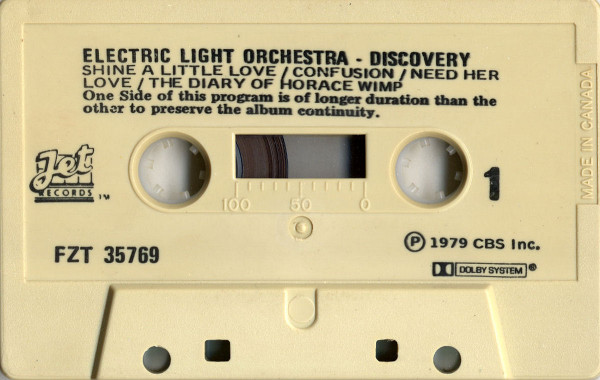 ELECTRIC LIGHT ORCHESTRA - DISCOVERY
SHINE A LITTLE LOVE / CONFUSION / NEED HER
LOVE / THE DIARY OF HORACE WIMP
One Side of this program is of longer duration than the
other to preserve the album continuity.
Jet
RECORDS TM
100 50 0
1
MADE IN CANADA
FZT 35769
Ⓟ 1979 CBS Inc.
DOLBY SYSTEM ®